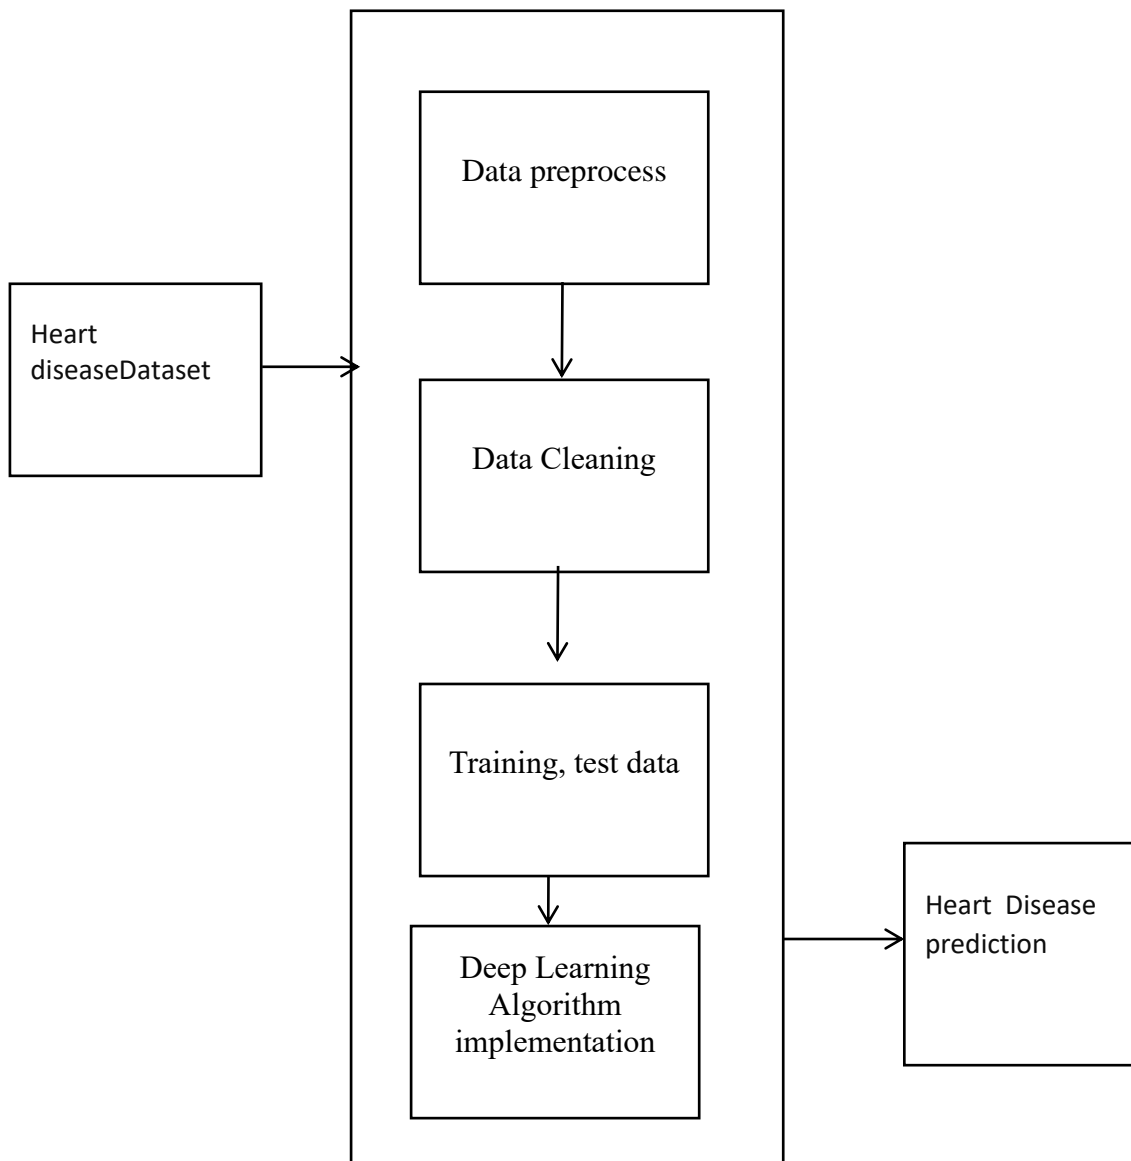 Data preprocess
Heart
diseaseDataset
Data Cleaning
Training, test data
Deep Learning
Algorithm
implementation
Heart  Disease
prediction